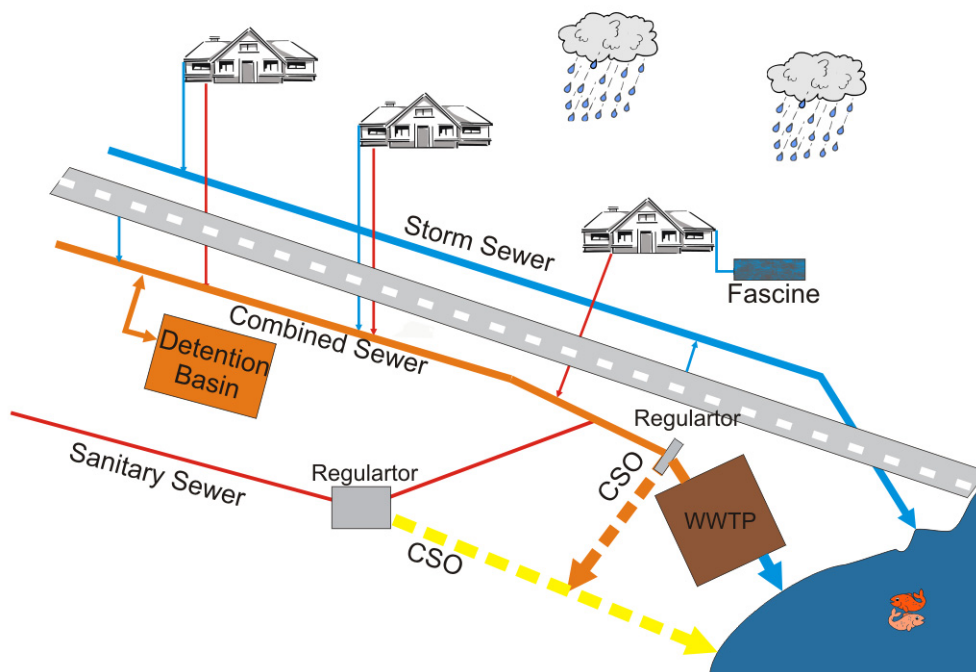 Storm Sewer
Fascine
Combined Sewer
Detention
Basin
Regulartor
Sanitary Sewer
Regulartor
CSO
WWTP
CSO